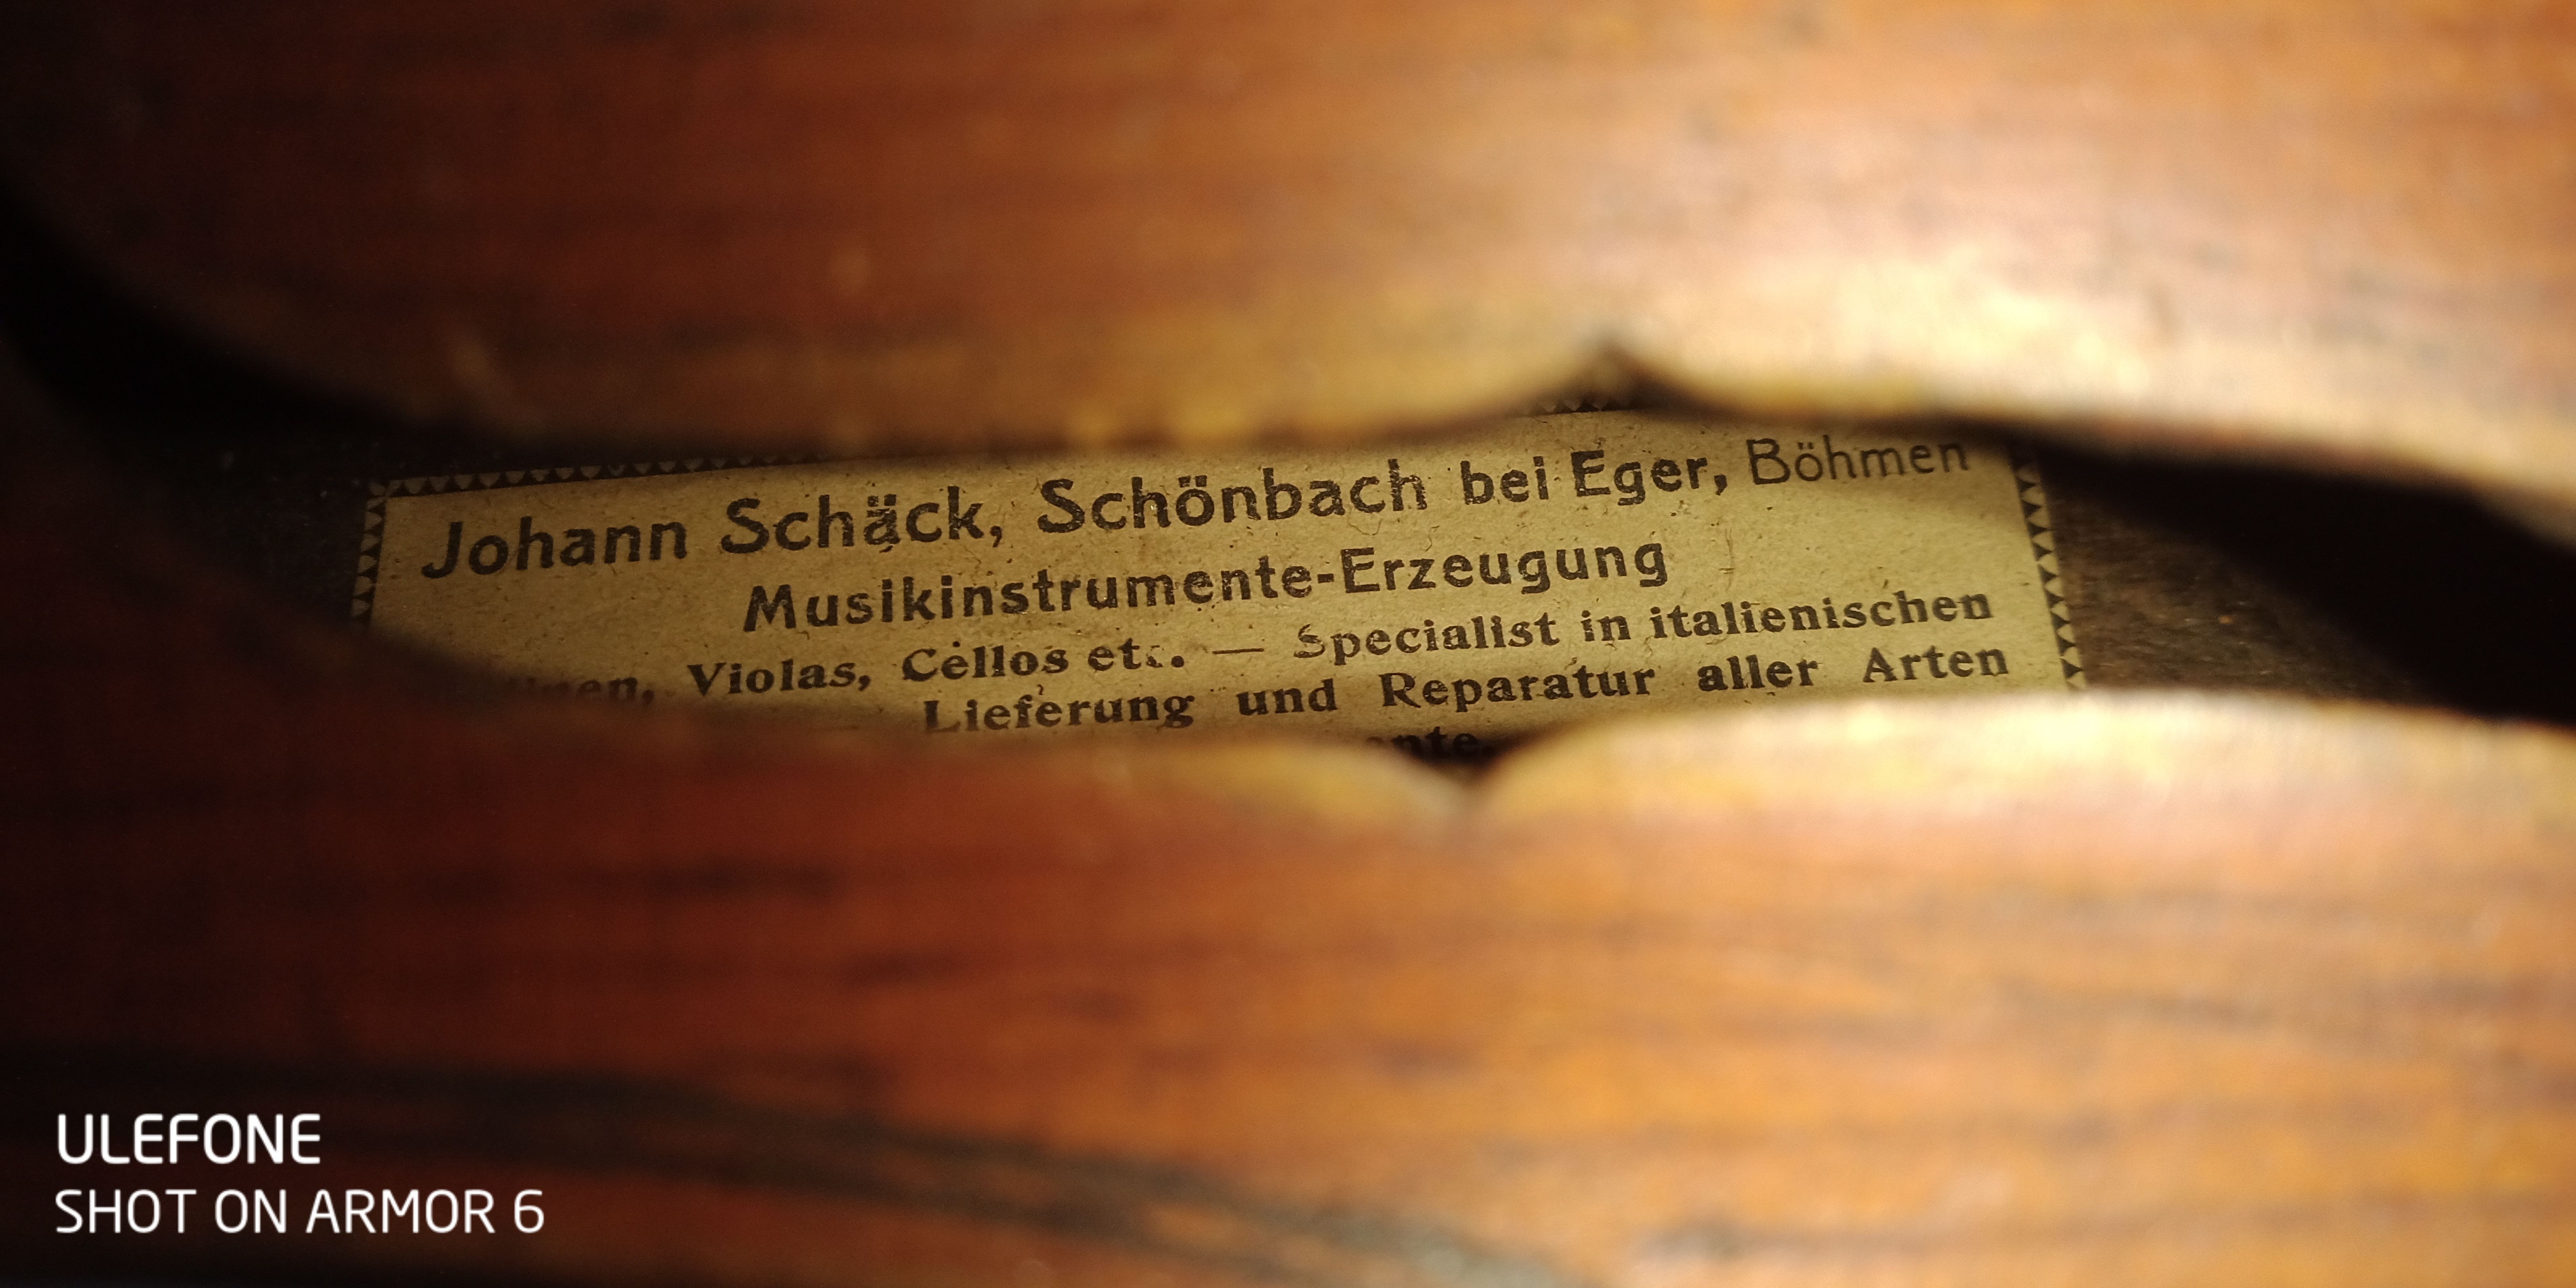 Johann Schäck, Schönbach bei Eger, Böhmen
Musikinstrumente-Erzeugung
Violas, Cellos etc. — Specialist in italienischen
Lieferung und Reparatur aller Arten
ULEFONE
SHOT ON ARMOR 6